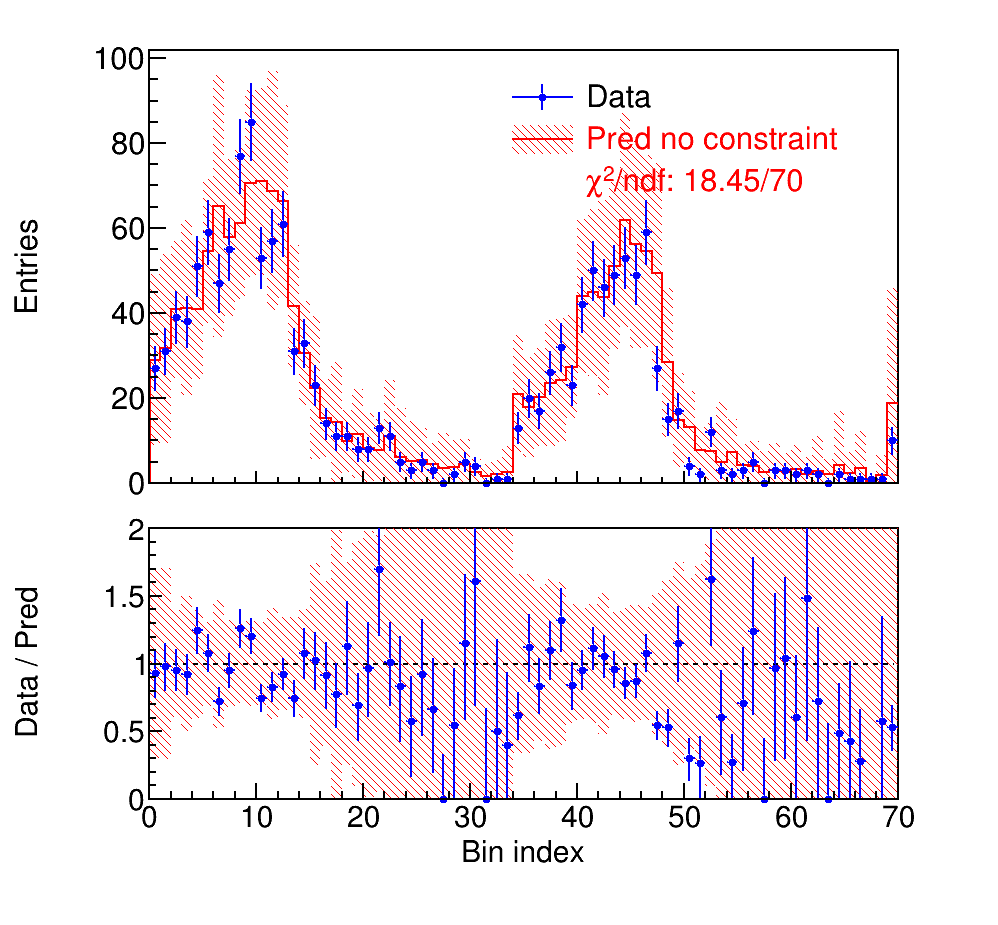 100
80
60
40
20
0
Entries
Data
Pred no constraint
χ²/ndf: 18.45/70
2
1.5
1
0.5
0
Data / Pred
0 10 20 30 40 50 60 70
Bin index